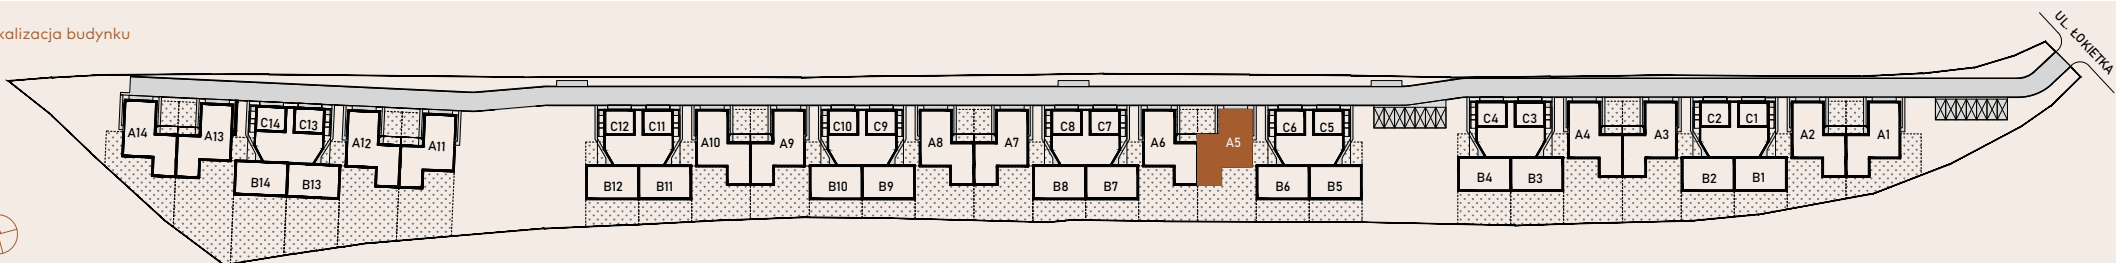 kalizacja budynku
UL. ŁOKIETKA
A14
A13
C14 C13
A12
A11
B14 B13
C12 C11
A10
A9
B12 B11
C10 C9
A8
A7
B10 B9
C8 C7
A6
A5
B8 B7
C6 C5
B6 B5
C4 C3
A4
A3
B4 B3
C2 C1
A2
A1
B2 B1